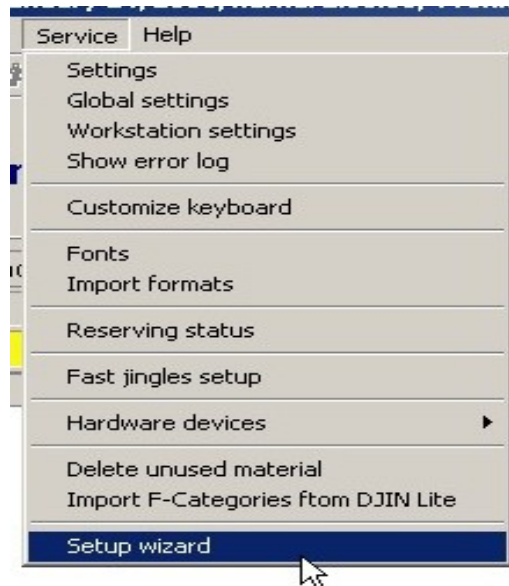 Service Help
Settings
Global settings
Workstation settings
Show error log
Customize keyboard
Fonts
Import formats
Reserving status
Fast jingles setup
Hardware devices
Delete unused material
Import F-Categories ftom DJIN Lite
Setup wizard